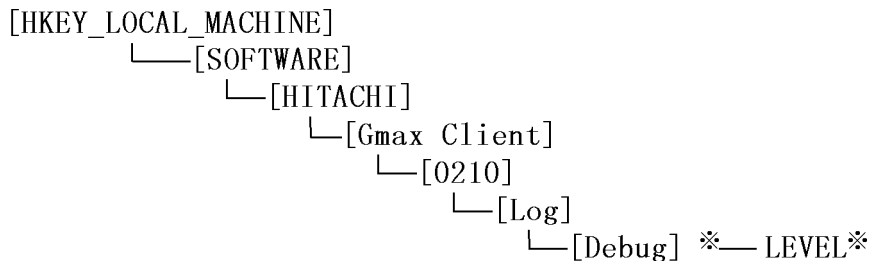 [HKEY_LOCAL_MACHINE]
[SOFTWARE]
[HITACHI]
[Gmax Client]
[0210]
[Log]
[Debug] ※ LEVEL※